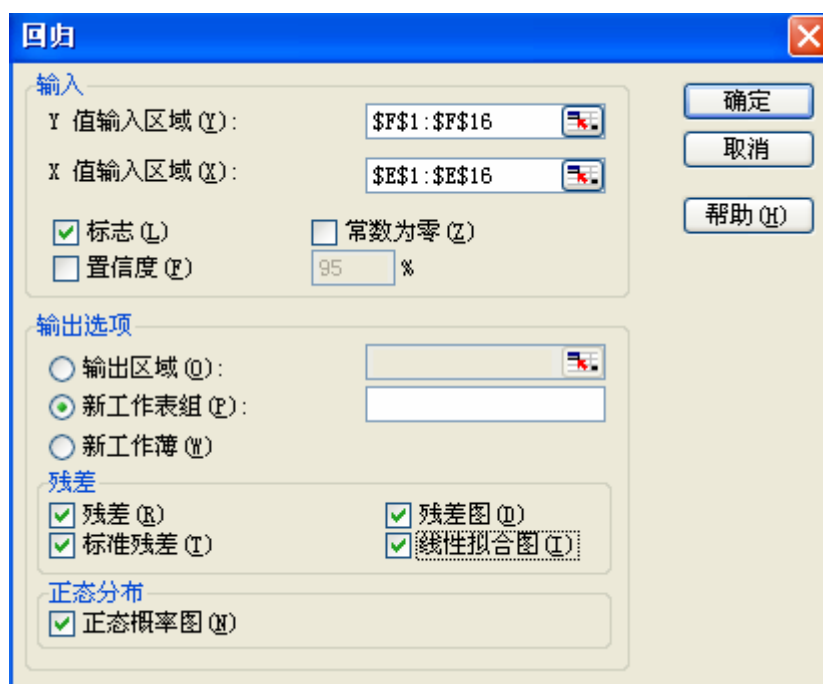 回归
输入
Y 值输入区域(Y):
$F$1:$F$16
X 值输入区域(X):
$E$1:$E$16
标志(L)
常数为零(Z)
置信度(F)
95
%
确定
取消
帮助(H)
输出选项
输出区域(O):
新工作表组(P):
新工作薄(W)
残差
残差(R)
残差图(D)
标准残差(T)
线性拟合图(I)
正态分布
正态概率图(N)